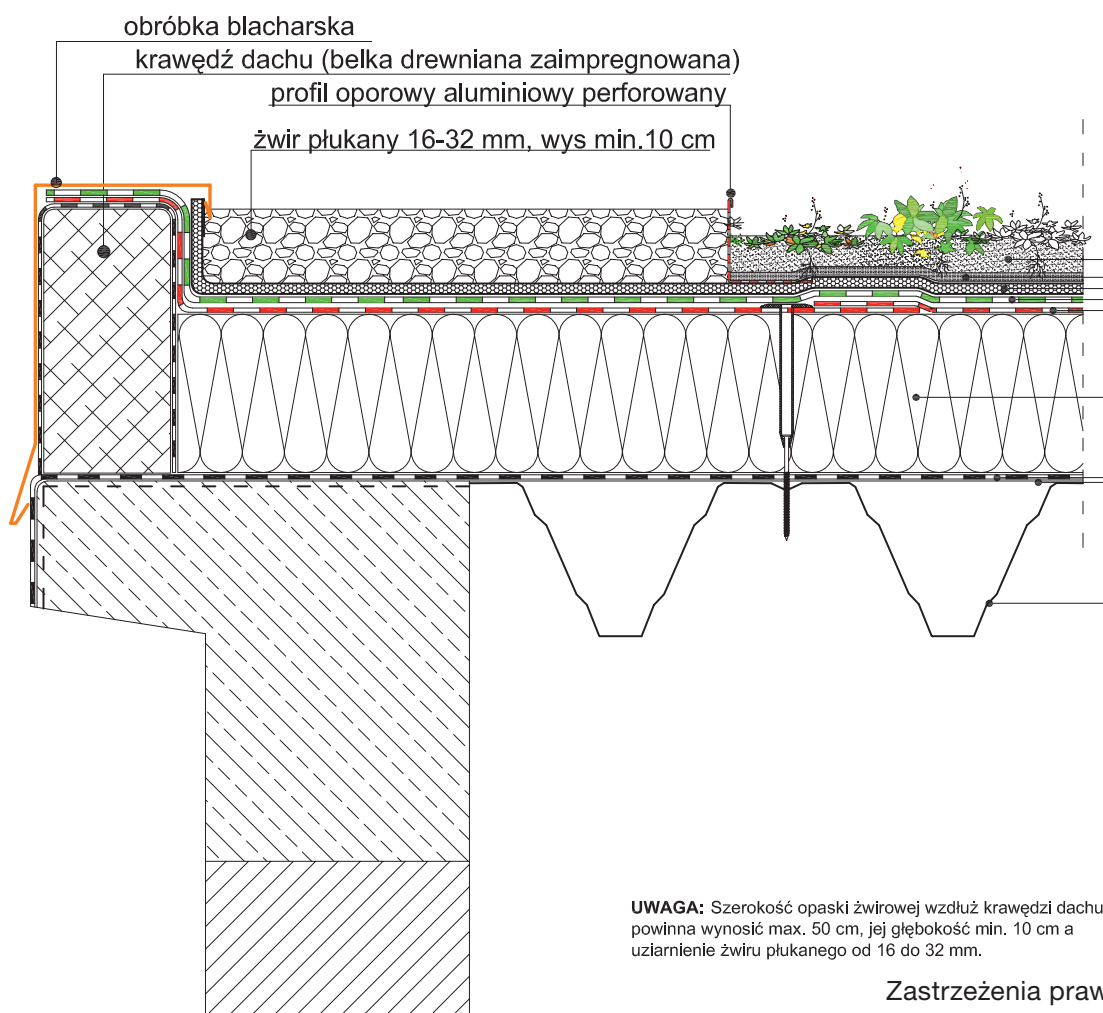 obróbka blacharska
krawędź dachu (belka drewniana zaimpregnowana)
profil oporowy aluminiowy perforowany
żwir płukany 16-32 mm, wys min.10 cm
UWAGA: Szerokość opaski żwirowej wzdłuż krawędzi dachu
powinna wynosić max. 50 cm, jej głębokość min. 10 cm a
uziarnienie żwiru płukanego od 16 do 32 mm.
Zastrzeżenia praw